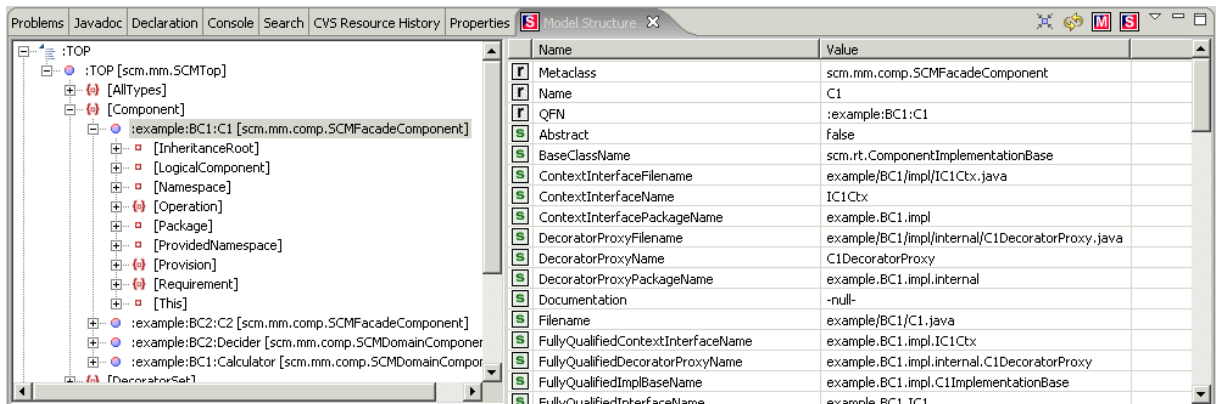 Problems Javadoc Declaration Console Search CVS Resource History Properties S Model Structure M S
:TOP
:TOP [scm.mm.SCMTop]
[AllTypes]
[Component]
:example:BC1:C1 [scm.mm.comp.SCMFacadeComponent]
[InheritanceRoot]
[LogicalComponent]
[Namespace]
[Operation]
[Package]
[ProvidedNamespace]
[Provision]
[Requirement]
[This]
:example:BC2:C2 [scm.mm.comp.SCMFacadeComponent]
:example:BC2:Decider [scm.mm.comp.SCMDomainComponer
:example:BC1:Calculator [scm.mm.comp.SCMDomainCompor
[DecoratorSet]
Name Value
r Metaclass scm.mm.comp.SCMFacadeComponent
r Name C1
r QFN :example:BC1:C1
S Abstract false
S BaseClassName scm.rt.ComponentImplementationBase
S ContextInterfaceFilename example/BC1/impl/IC1Ctx.java
S ContextInterfaceName IC1Ctx
S ContextInterfacePackageName example.BC1.impl
S DecoratorProxyFilename example/BC1/impl/internal/C1DecoratorProxy.java
S DecoratorProxyName C1DecoratorProxy
S DecoratorProxyPackageName example.BC1.impl.internal
S Documentation -null-
S Filename example/BC1/C1.java
S FullyQualifiedContextInterfaceName example.BC1.impl.IC1Ctx
S FullyQualifiedDecoratorProxyName example.BC1.impl.internal.C1DecoratorProxy
S FullyQualifiedImplBaseName example.BC1.impl.C1ImplementationBase
S FullyQualifiedInterfaceName example.BC1.IC1